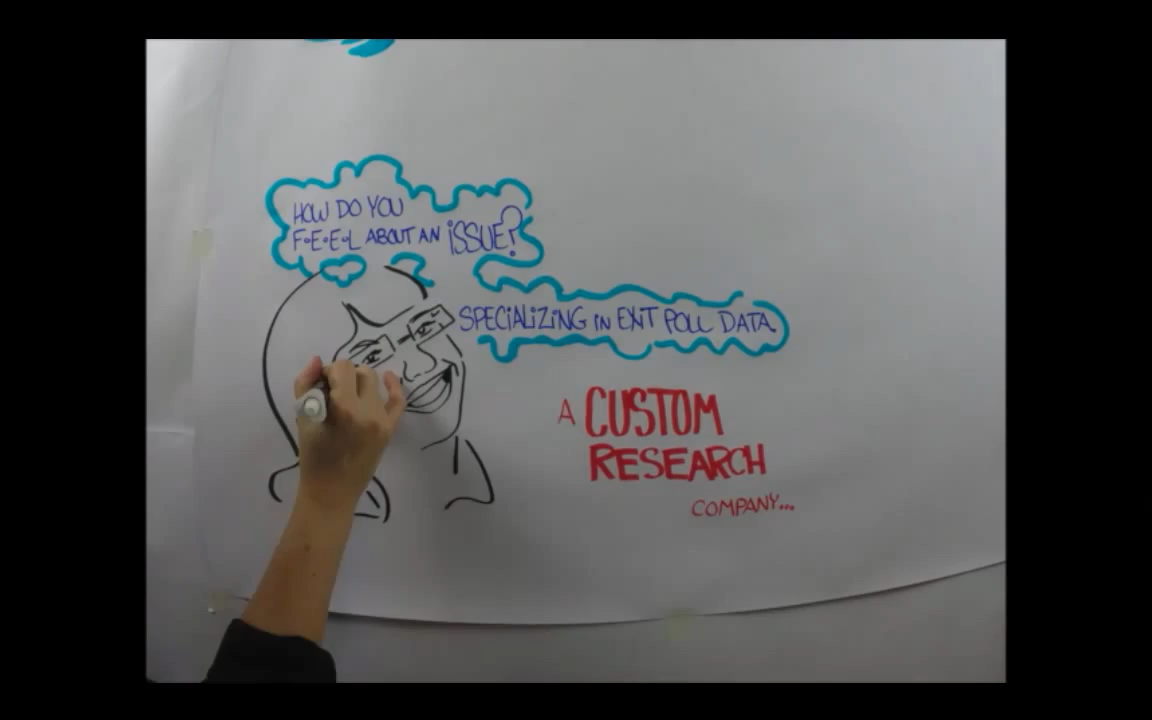 HOW DO YOU
F•E•E•L ABOUT AN ISSUE?
SPECIALIZING IN EXIT POLL DATA
A CUSTOM
RESEARCH
COMPANY...